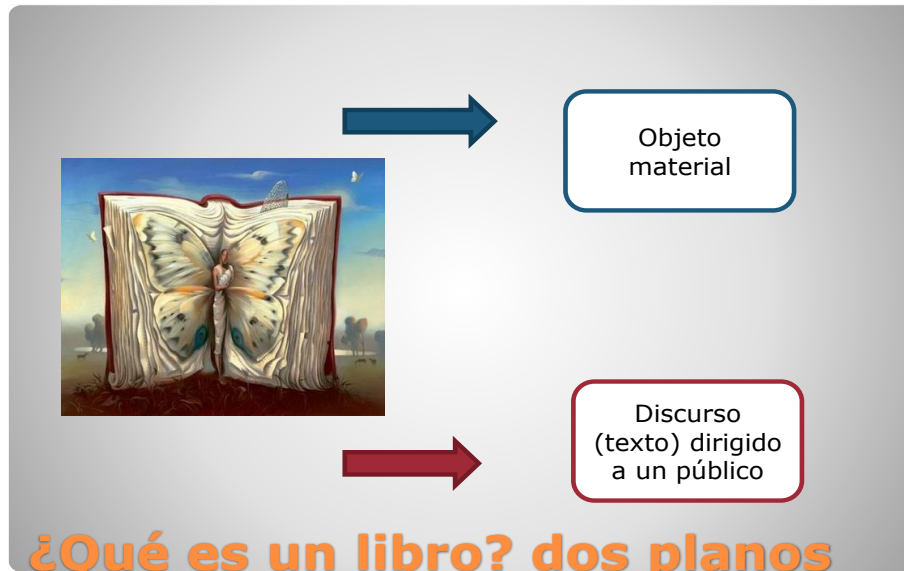 Objeto
material
Discurso
(texto) dirigido
a un público
¿Qué es un libro? dos planos